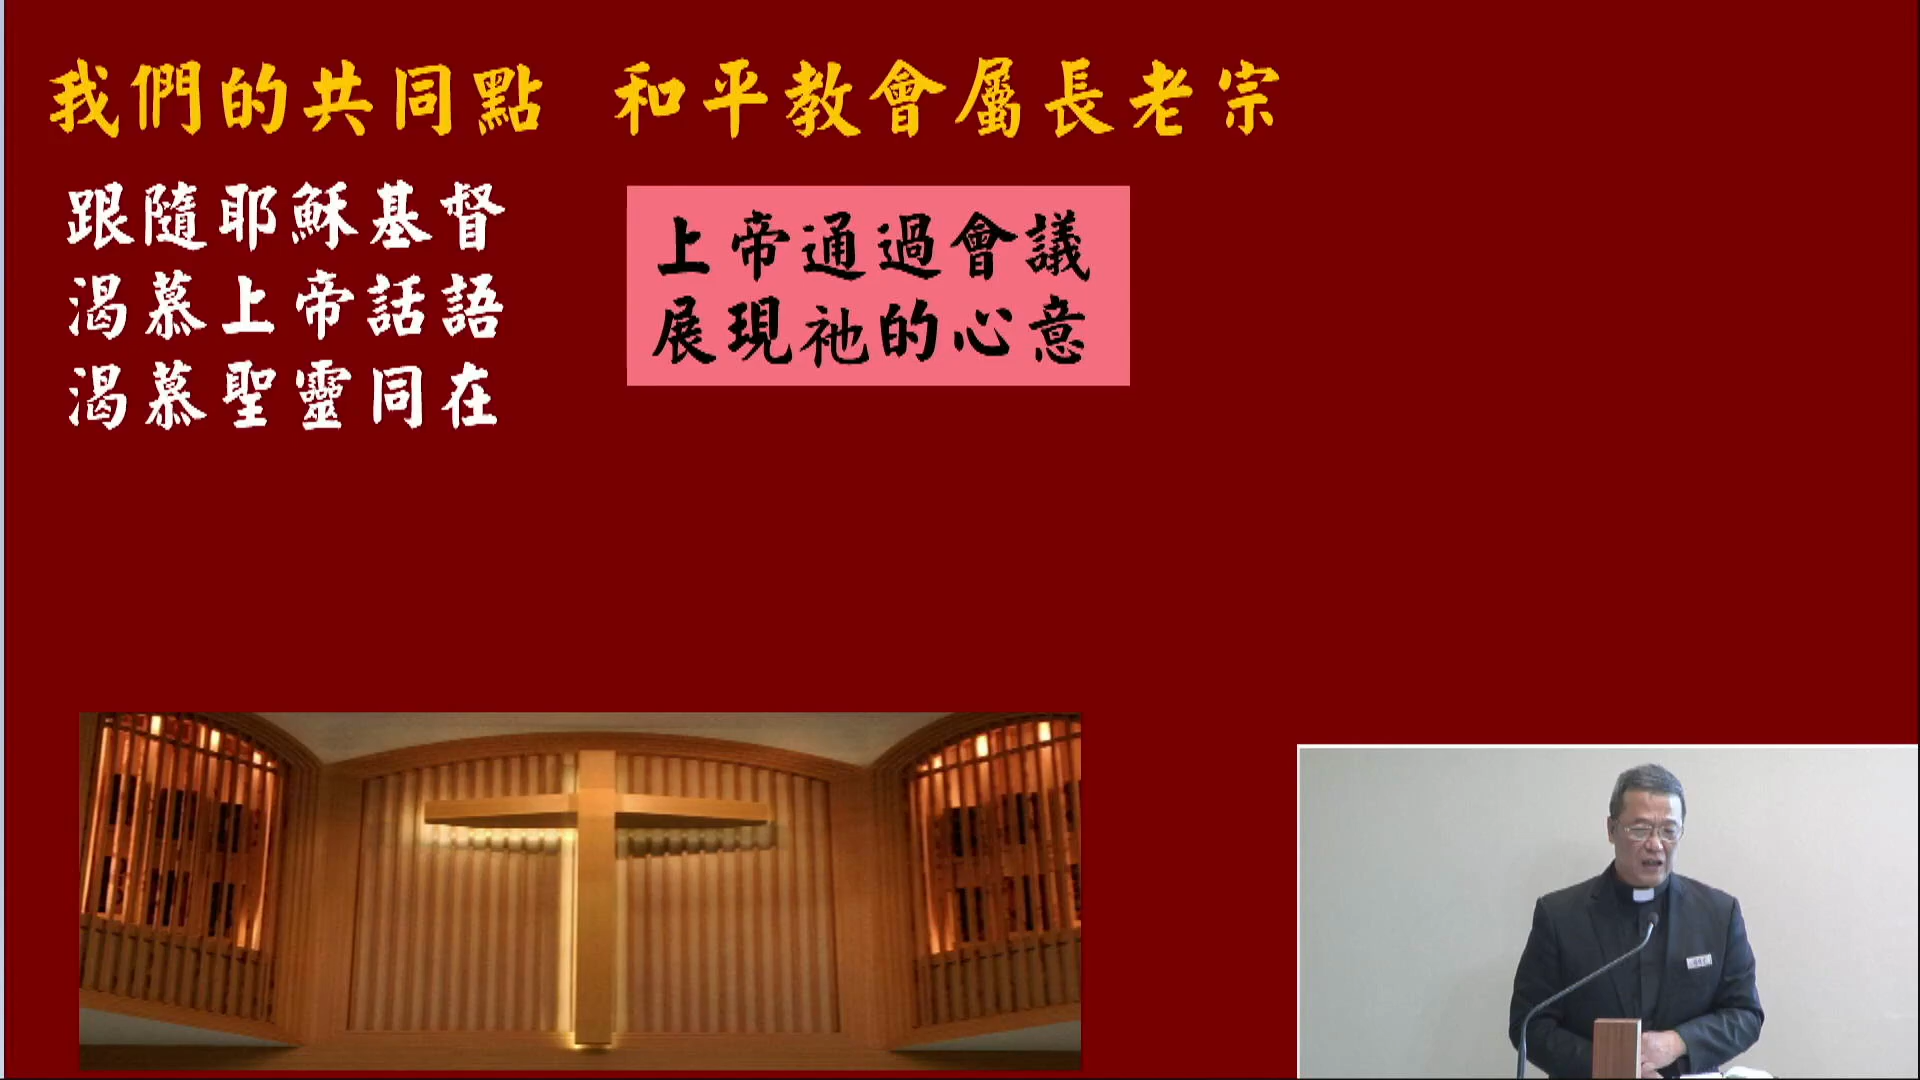 我們的共同點 和平教會屬長老宗
跟隨耶穌基督
渴慕上帝話語
渴慕聖靈同在
上帝通過會議
展現祂的心意